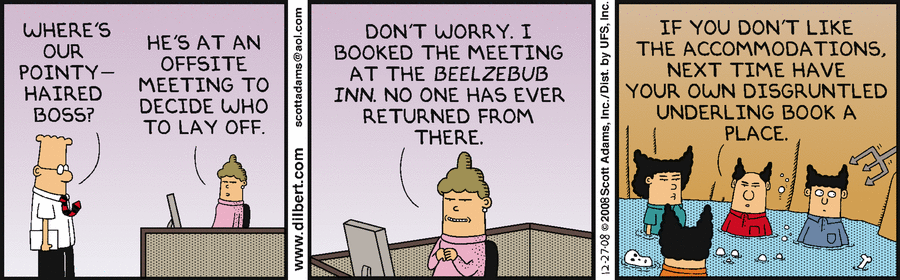 WHERE'S
OUR
POINTY-
HAIRED
BOSS?
HE'S AT AN
OFFSITE
MEETING TO
DECIDE WHO
TO LAY OFF.
www.dilbert.com
scottadams@aol.com
DON'T WORRY. I
BOOKED THE MEETING
AT THE BEELZEBUB
INN. NO ONE HAS EVER
RETURNED FROM
THERE.
12-27-08 © 2008 Scott Adams, Inc./Dist. by UFS, Inc.
IF YOU DON'T LIKE
THE ACCOMMODATIONS,
NEXT TIME HAVE
YOUR OWN DISGRUNTLED
UNDERLING BOOK A
PLACE.